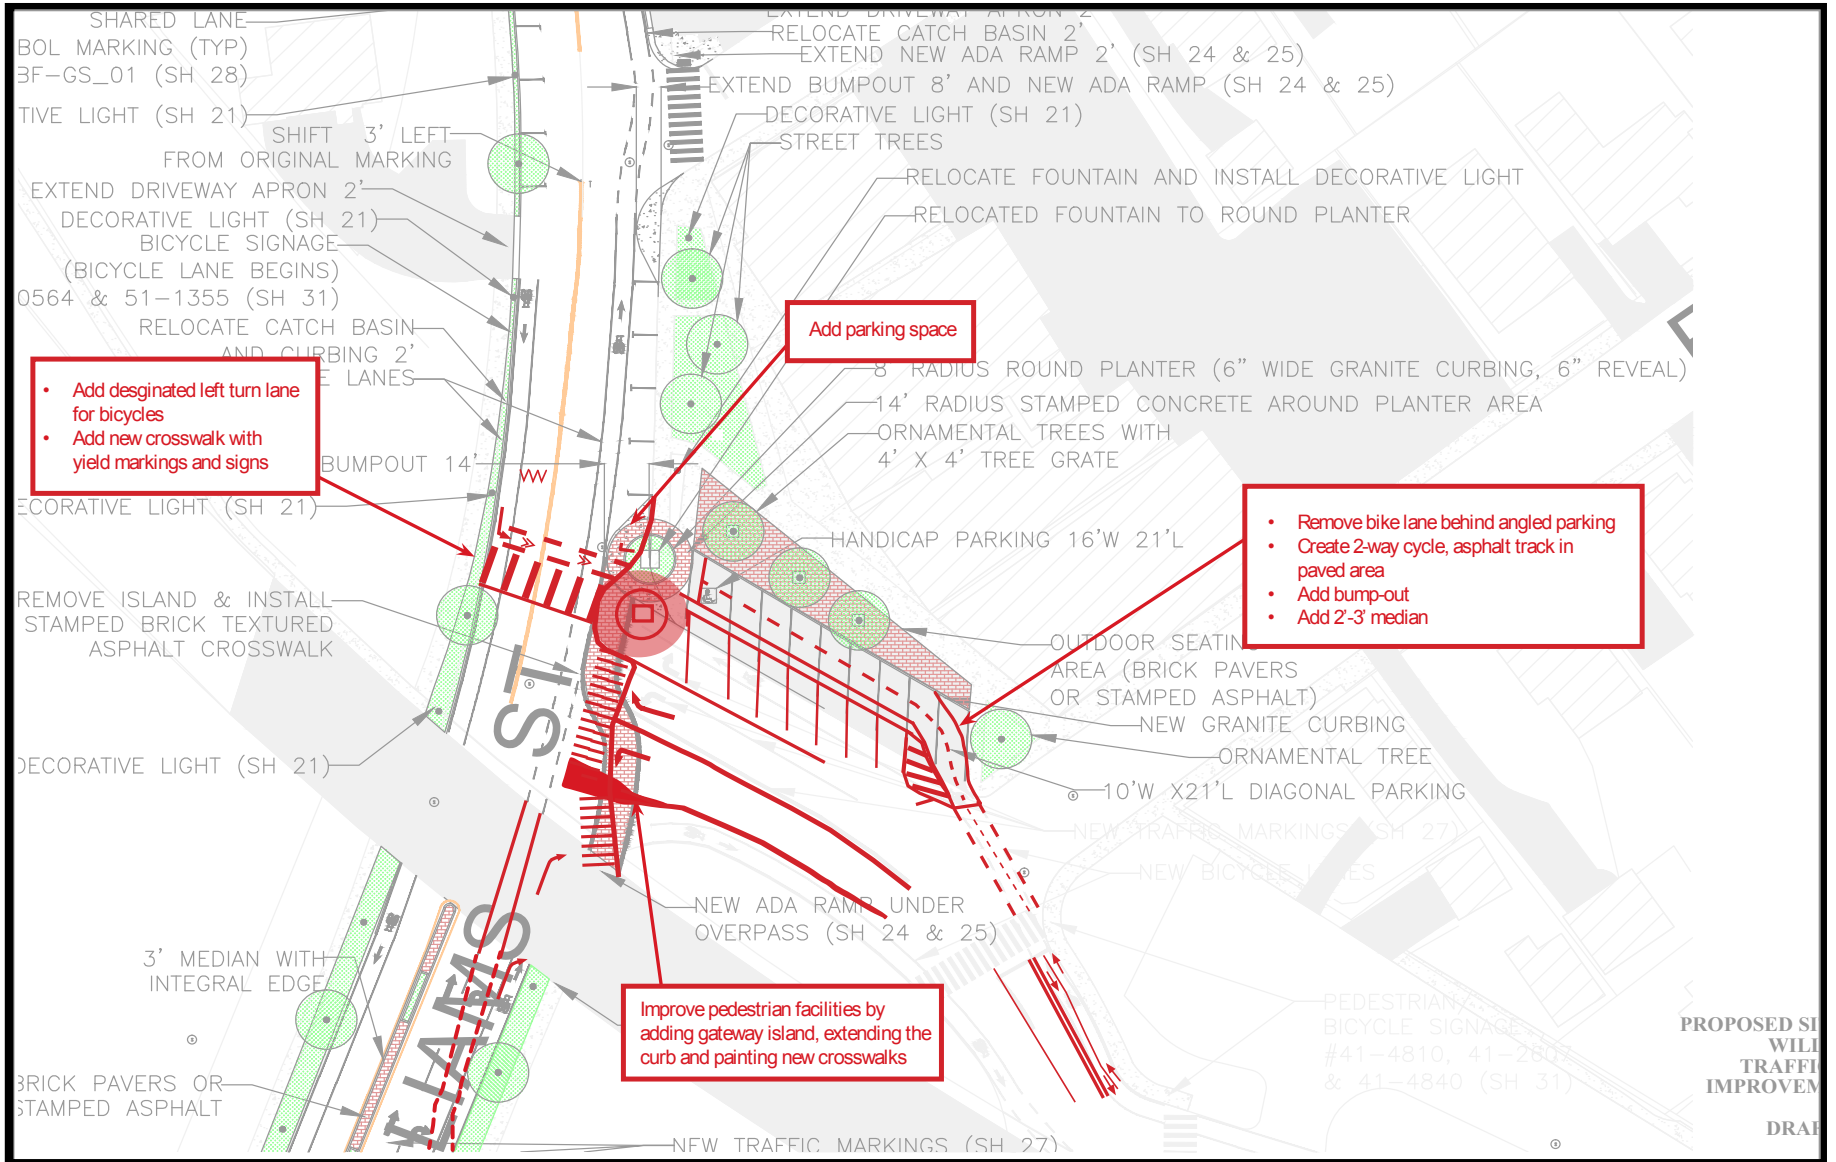 SHARED LANE
BOL MARKING (TYP)
BF-GS_01 (SH 28)
TIVE LIGHT (SH 21)
SHIFT 3' LEFT
FROM ORIGINAL MARKING
EXTEND DRIVEWAY APRON 2'
DECORATIVE LIGHT (SH 21)
BICYCLE SIGNAGE
(BICYCLE LANE BEGINS)
0564 & 51-1355 (SH 31)
RELOCATE CATCH BASIN
AND CURBING 2'
E LANES
BUMPOUT 14'
ECORATIVE LIGHT (SH 21)
REMOVE ISLAND & INSTALL
STAMPED BRICK TEXTURED
ASPHALT CROSSWALK
DECORATIVE LIGHT (SH 21)
3' MEDIAN WITH
INTEGRAL EDGE
BRICK PAVERS OR
STAMPED ASPHALT
EXTEND DRIVEWAY APRON 2'
RELOCATE CATCH BASIN 2'
EXTEND NEW ADA RAMP 2' (SH 24 & 25)
EXTEND BUMPOUT 8' AND NEW ADA RAMP (SH 24 & 25)
DECORATIVE LIGHT (SH 21)
STREET TREES
RELOCATE FOUNTAIN AND INSTALL DECORATIVE LIGHT
RELOCATED FOUNTAIN TO ROUND PLANTER
Add parking space
8' RADIUS ROUND PLANTER (6" WIDE GRANITE CURBING, 6" REVEAL)
14' RADIUS STAMPED CONCRETE AROUND PLANTER AREA
ORNAMENTAL TREES WITH
4' X 4' TREE GRATE
HANDICAP PARKING 16'W 21'L
• Add desginated left turn lane
for bicycles
• Add new crosswalk with
yield markings and signs
• Remove bike lane behind angled parking
• Create 2-way cycle, asphalt track in
paved area
• Add bump-out
• Add 2'-3' median
OUTDOOR SEATIN
AREA (BRICK PAVERS
OR STAMPED ASPHALT)
NEW GRANITE CURBING
ORNAMENTAL TREE
10'W X21'L DIAGONAL PARKING
NEW TRAFFIC MARKINGS (SH 27)
NEW BICYCLE LANES
NEW ADA RAMP UNDER
OVERPASS (SH 24 & 25)
Improve pedestrian facilities by
adding gateway island, extending the
curb and painting new crosswalks
PEDESTRIAN
BICYCLE SIGNAGE
#41-4810,
& 41-4840
NEW TRAFFIC MARKINGS (SH 27)
LIAMS ST
PROPOSED SI
WILL
TRAFFI
IMPROVEM
DRAF